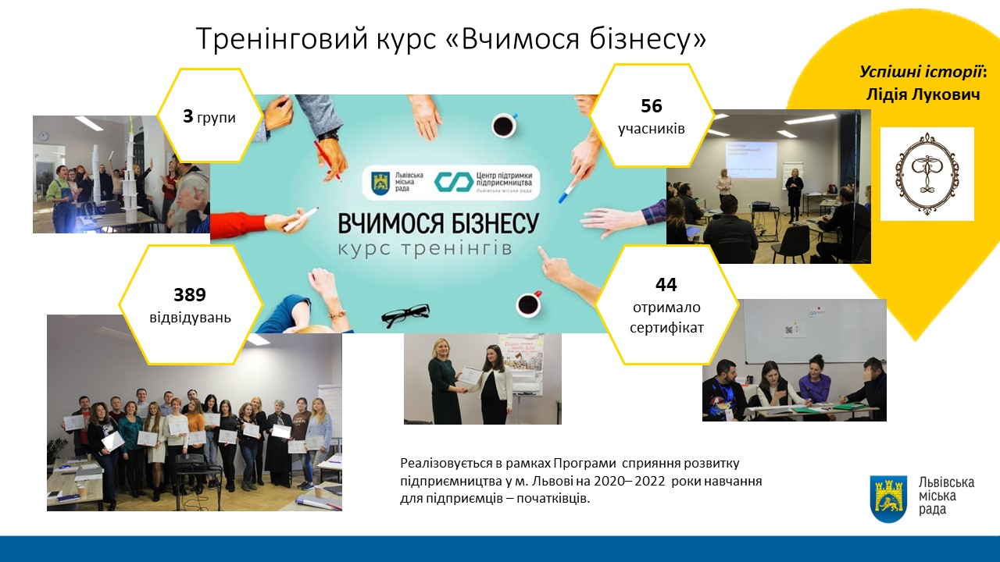 Тренінговий курс «Вчимося бізнесу»
Успішні історії:
Лідія Лукович
3 групи
56
учасників
Львівська
міська
рада
Центр підтримки
підприємництва
Львівська міська рада
ВЧИМОСЯ БІЗНЕСУ
курс тренінгів
389
відвідувань
44
отримало
сертифікат
Реалізовується в рамках Програми сприяння розвитку
підприємництва у м. Львові на 2020–2022 роки навчання
для підприємців – початківців.
Львівська
міська
рада